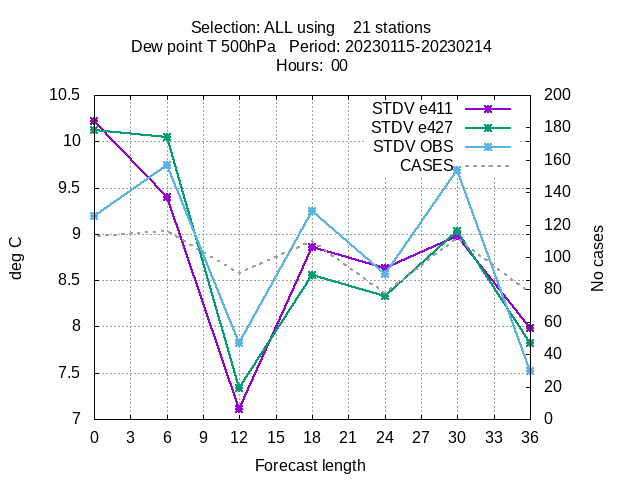 Selection: ALL using    21 stations
Dew point T 500hPa   Period: 20230115-20230214
Hours:  00
STDV e411
STDV e427
STDV OBS
CASES
10.5
10
9.5
9
8.5
8
7.5
7
200
180
160
140
120
100
80
60
40
20
0
deg C
No cases
0 3 6 9 12 15 18 21 24 27 30 33 36
Forecast length